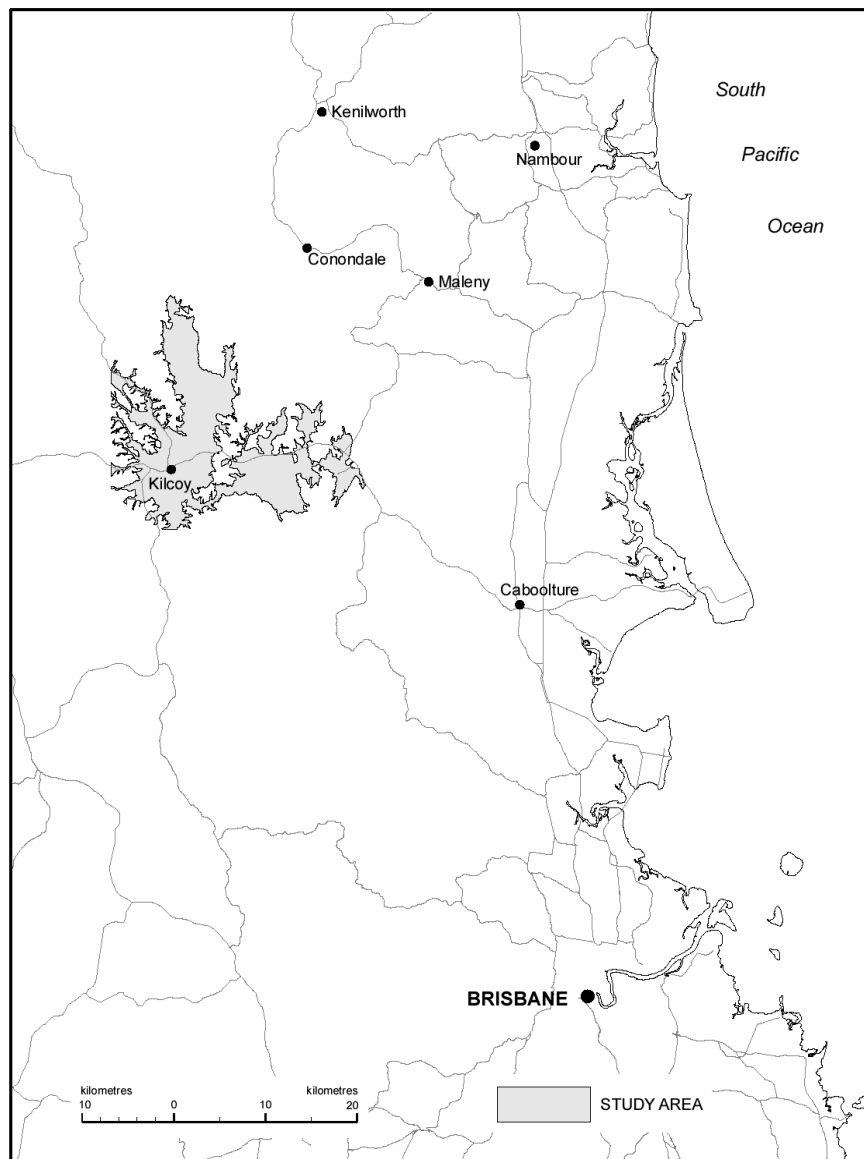 South
Kenilworth
Pacific
Nambour
Ocean
Conondale
Maleny
Kilcoy
Caboolture
BRISBANE
kilometres kilometres
10 0 10 20
STUDY AREA